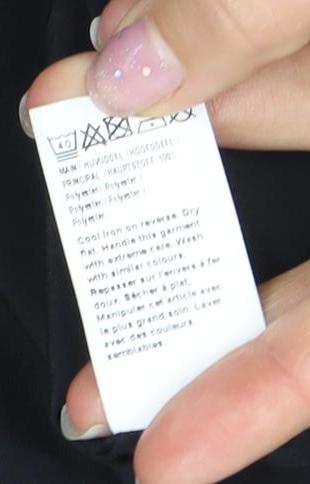 40
MAIN / HUVUDDEL / HOOFDDEEL /
PRINCIPAL / HAUPTSTOFF: 100%
Polyester / Polyester /
Polyester / Polyester /
Polyester.
Cool Iron on reverse. Dry
flat. Handle this garment
with extreme care. Wash
with similar colours.
Repasser sur l'envers à fer
doux. Sécher à plat.
Manipuler cet article avec
le plus grand soin. Laver
avec des couleurs
semblables.